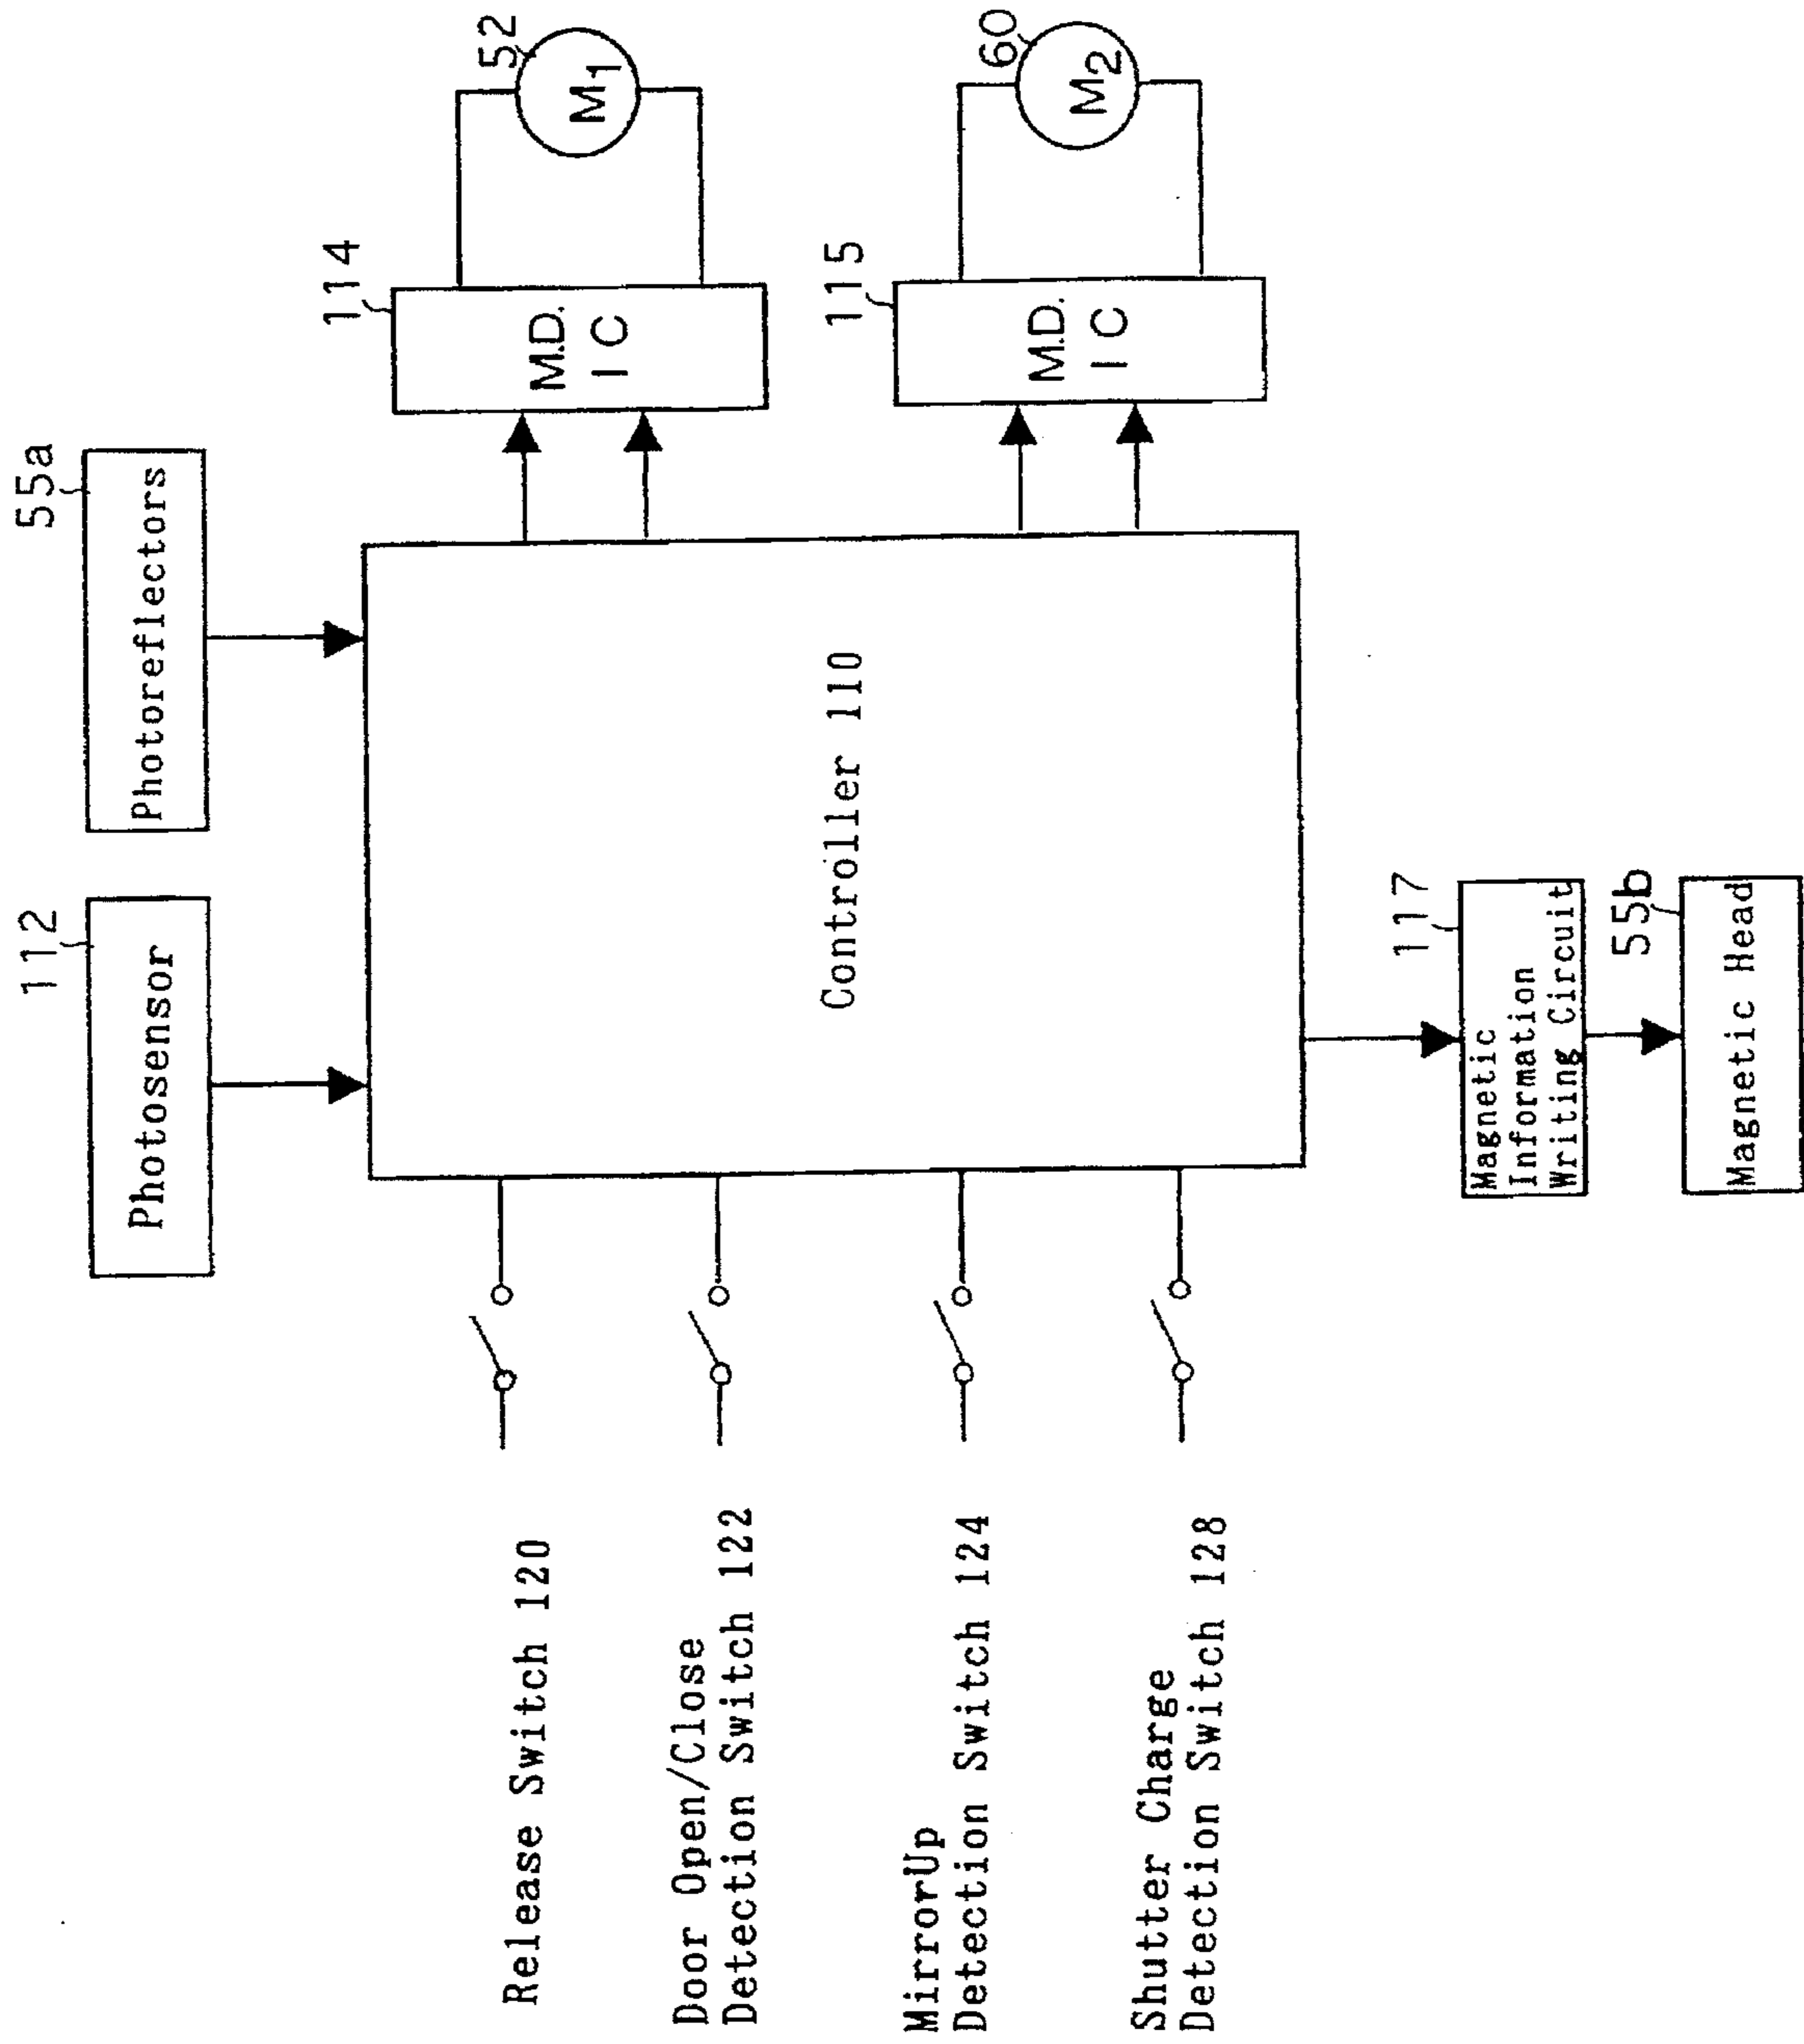 112
Photosensor
55a
Photoreflectors
Release Switch 120
Door Open/Close
Detection Switch 122
MirrorUp
Detection Switch 124
Shutter Charge
Detection Switch 128
Controller 110
114
M.D.
IC
52
M1
115
M.D.
IC
60
M2
117
Magnetic
Information
Writing Circuit
55b
Magnetic Head